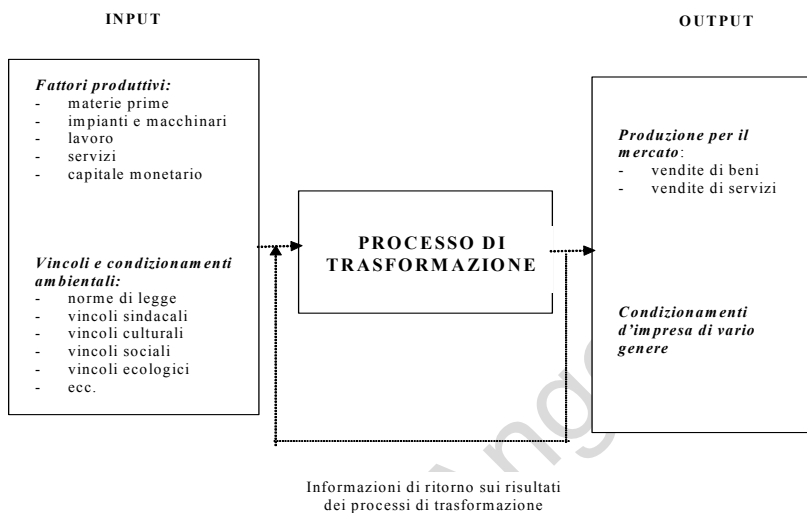 INPUT
OUTPUT
Fattori produttivi:
- materie prime
- impianti e macchinari
- lavoro
- servizi
- capitale monetario
Vincoli e condizionamenti
ambientali:
- norme di legge
- vincoli sindacali
- vincoli culturali
- vincoli sociali
- vincoli ecologici
- ecc.
PROCESSO DI
TRASFORMAZIONE
Produzione per il
mercato:
- vendite di beni
- vendite di servizi
Condizionamenti
d’impresa di vario
genere
Informazioni di ritorno sui risultati
dei processi di trasformazione